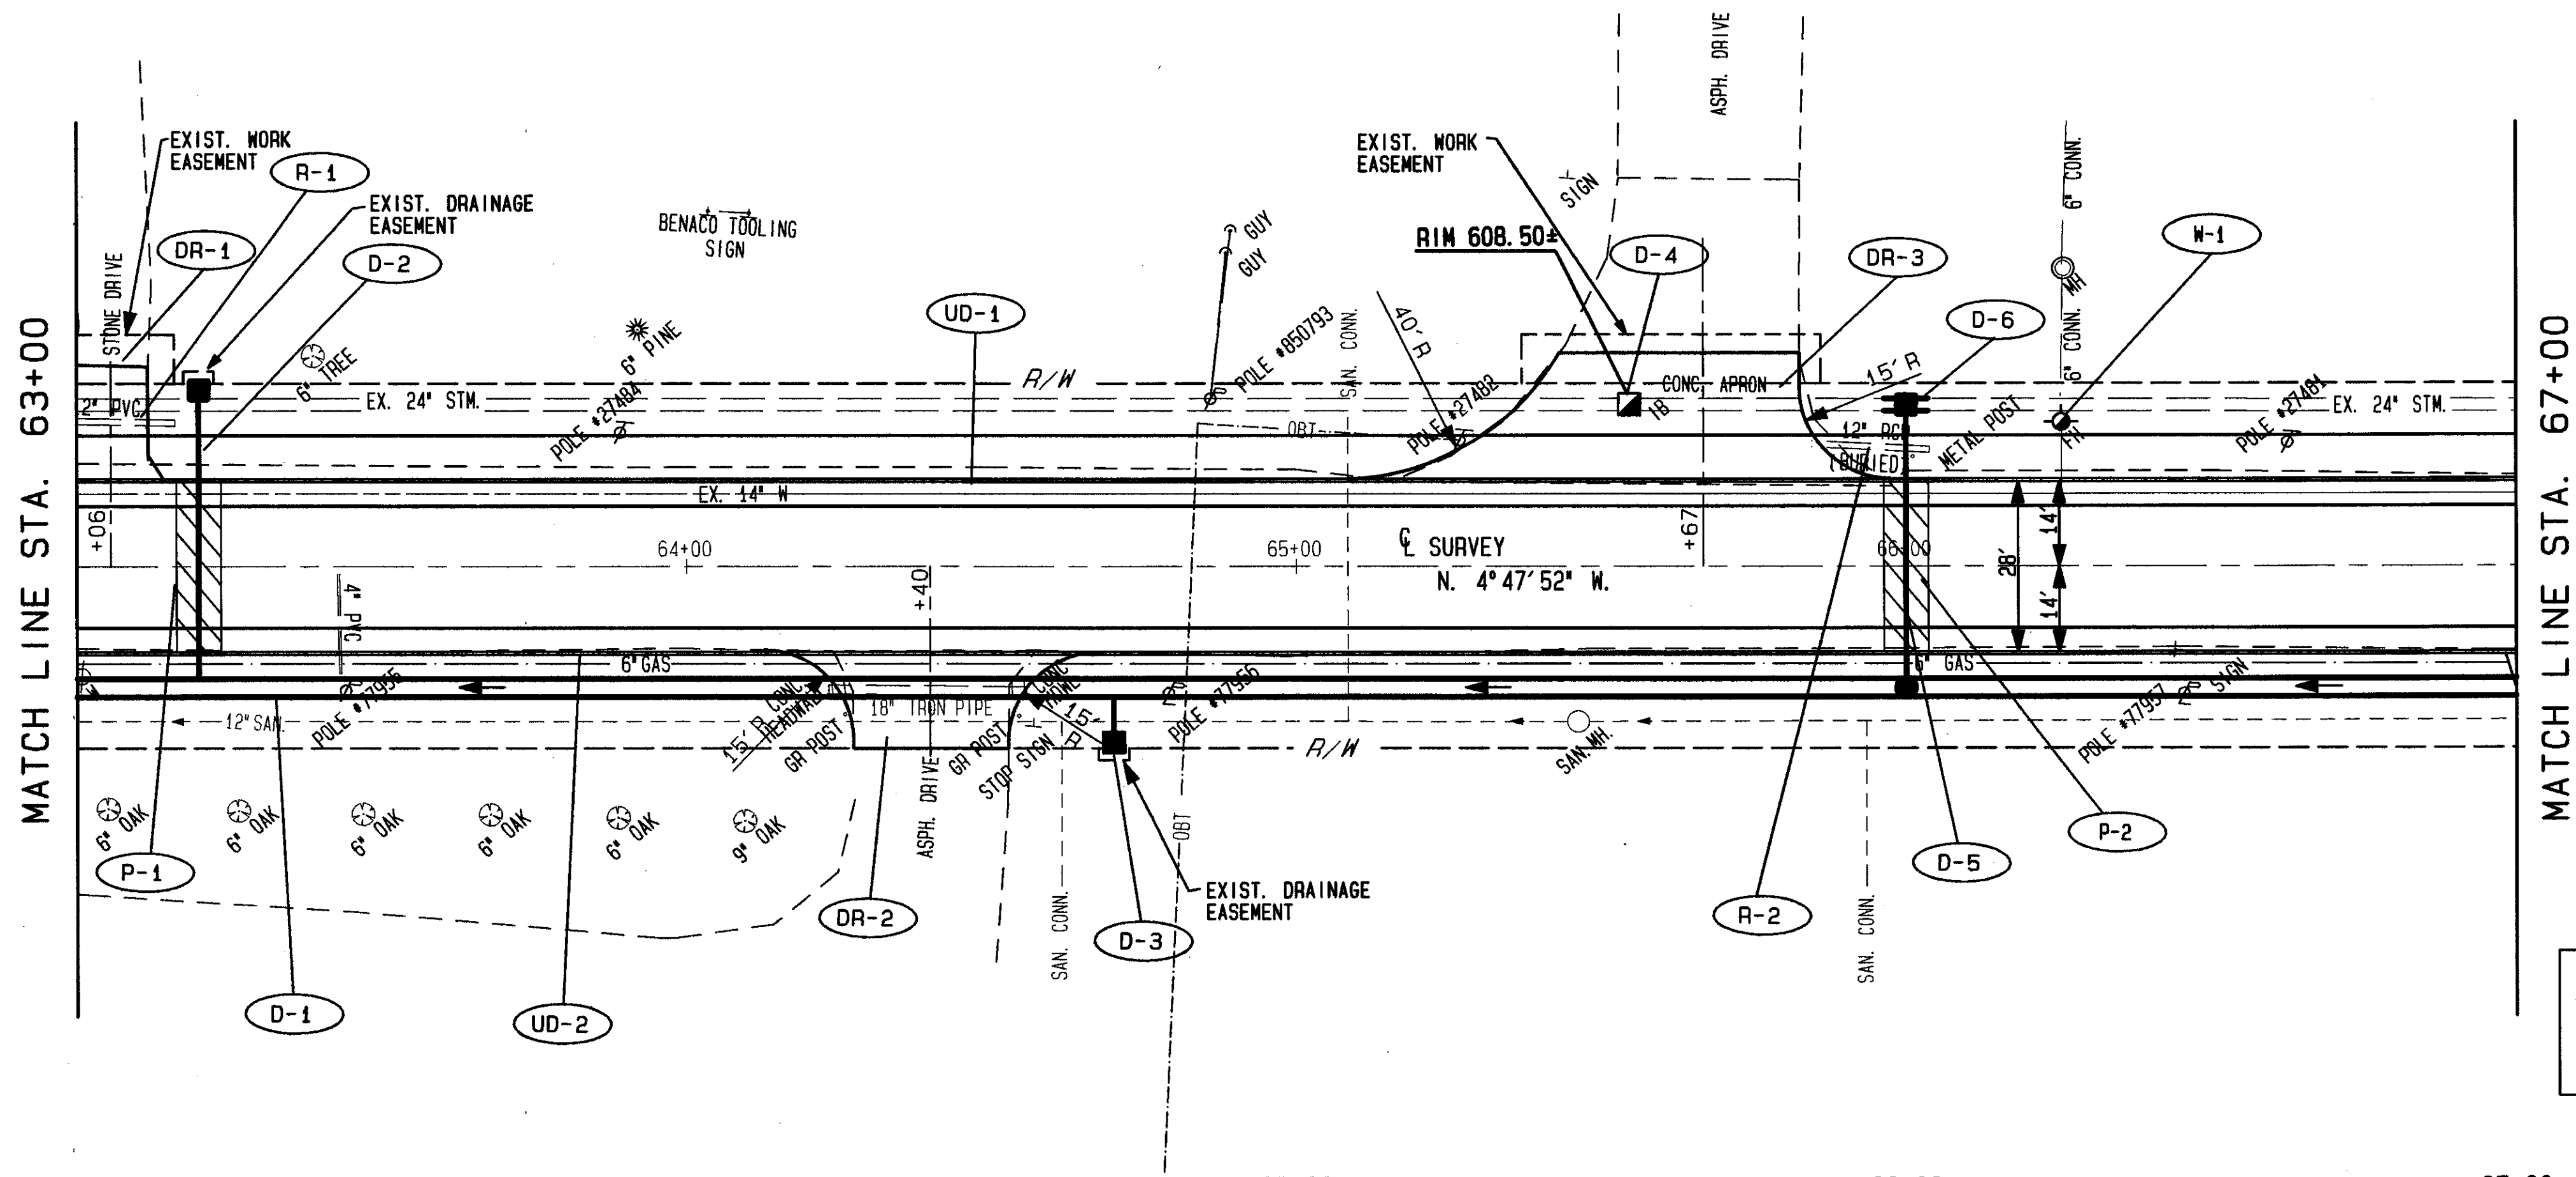 MATCH LINE STA. 63+00
EXIST. WORK
EASEMENT
R-1
EXIST. DRAINAGE
EASEMENT
DR-1
D-2
STONE DRIVE
BENACO TOOLING
SIGN
6" TREE
6" PINE
POLE #27484
UD-1
GUY
GUY
POLE #850793
SAN. CONN.
40' R
EXIST. WORK
EASEMENT
SIGN
RIM 608.50±
D-4
ASPH. DRIVE
DR-3
D-6
6" CONN.
MH
6" CONN.
W-1
2" PVC
EX. 24" STM.
R/W
OBT
POLE #27482
IB
CONC. APRON
15' R
12" RC
(BURIED)
METAL POST
FH
POLE #27481
EX. 24" STM.
EX. 14" W
+06
64+00
+40
65+00
℄ SURVEY
N. 4°47'52" W.
+67
66+00
28'
14'
14'
4" PVC
6" GAS
6" GAS
W
POLE #77955
12" SAN.
15' R
CONC
HEADWALL
GR POST
18" IRON PIPE
CONC
HDWL
15' R
GR POST
STOP SIGN
POLE #77956
R/W
SAN. MH.
POLE #77957
SIGN
6" OAK
6" OAK
6" OAK
6" OAK
6" OAK
9" OAK
ASPH. DRIVE
OBT
P-1
DR-2
SAN. CONN.
D-3
EXIST. DRAINAGE
EASEMENT
R-2
D-5
P-2
SAN. CONN.
D-1
UD-2
MATCH LINE STA. 67+00